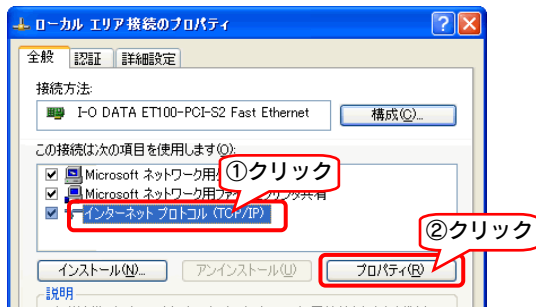 ローカル エリア接続のプロパティ
全般 認証 詳細設定
接続方法:
I-O DATA ET100-PCI-S2 Fast Ethernet 構成(C)...
この接続は次の項目を使用します(O):
Microsoft ネットワーク用
①クリック
Microsoft ネットワーク用 共有
インターネット プロトコル (TCP/IP)
②クリック
インストール(N)... アンインストール(U) プロパティ(R)
説明